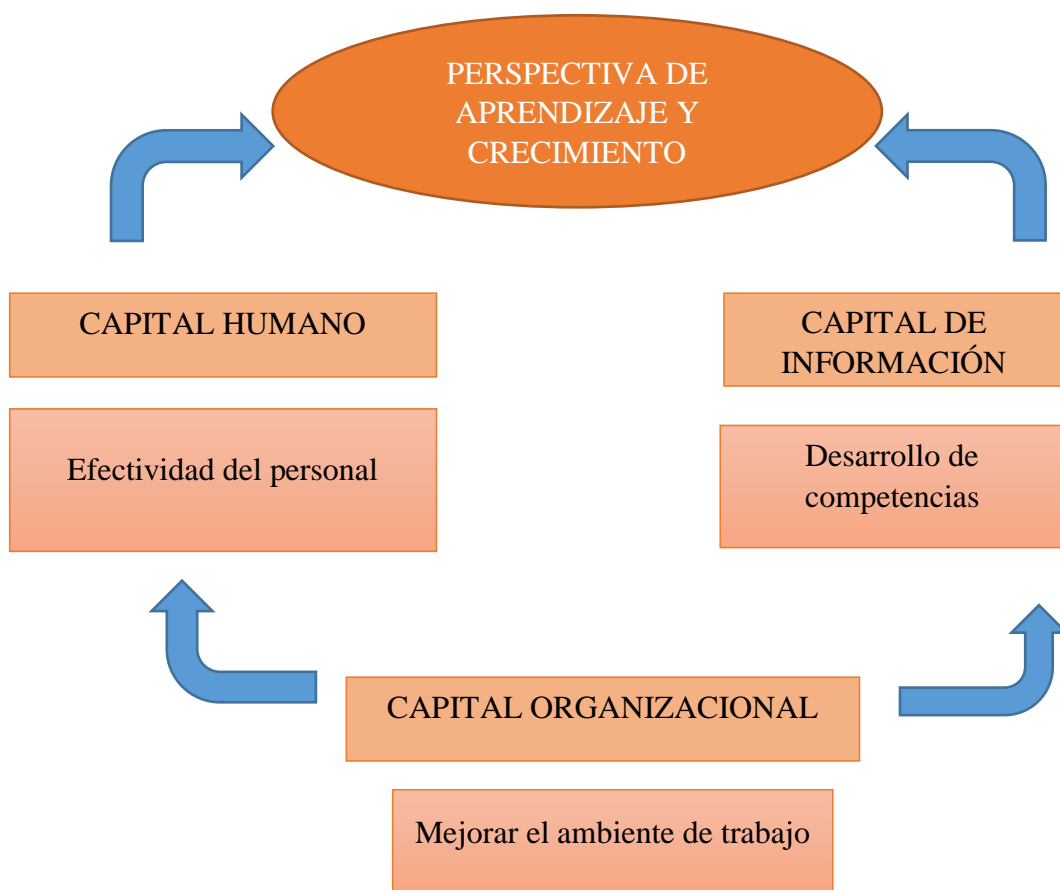 PERSPECTIVA DE
APRENDIZAJE Y
CRECIMIENTO
CAPITAL HUMANO
Efectividad del personal
CAPITAL DE
INFORMACIÓN
Desarrollo de
competencias
CAPITAL ORGANIZACIONAL
Mejorar el ambiente de trabajo